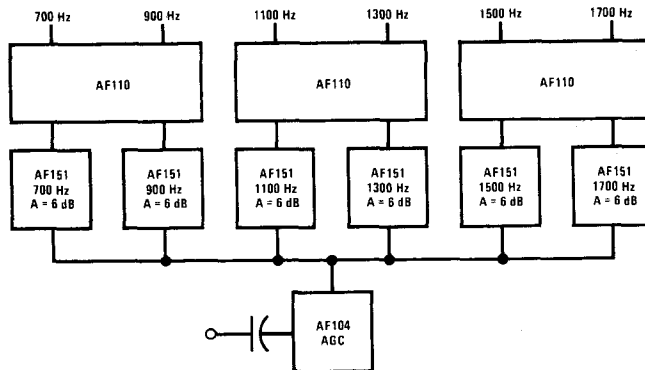 700 Hz
900 Hz
1100 Hz
1300 Hz
1500 Hz
1700 Hz
AF110
AF110
AF110
AF151
700 Hz
A = 6 dB
AF151
900 Hz
A = 6 dB
AF151
1100 Hz
A = 6 dB
AF151
1300 Hz
A = 6 dB
AF151
1500 Hz
A = 6 dB
AF151
1700 Hz
A = 6 dB
AF104
AGC